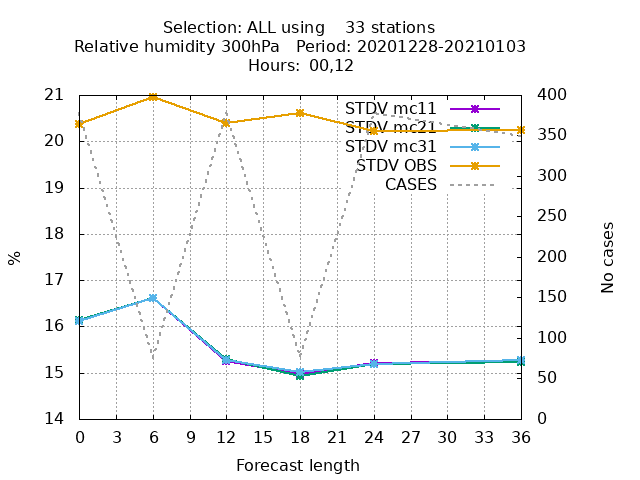 Selection: ALL using    33 stations
Relative humidity 300hPa   Period: 20201228-20210103
Hours: 00,12
21 400
STDV mc11
20 350
STDV mc21
STDV mc31
STDV OBS
19 300
CASES
18 250
% No cases
17 200
16 150
15 100
14 50
0
0 3 6 9 12 15 18 21 24 27 30 33 36
Forecast length